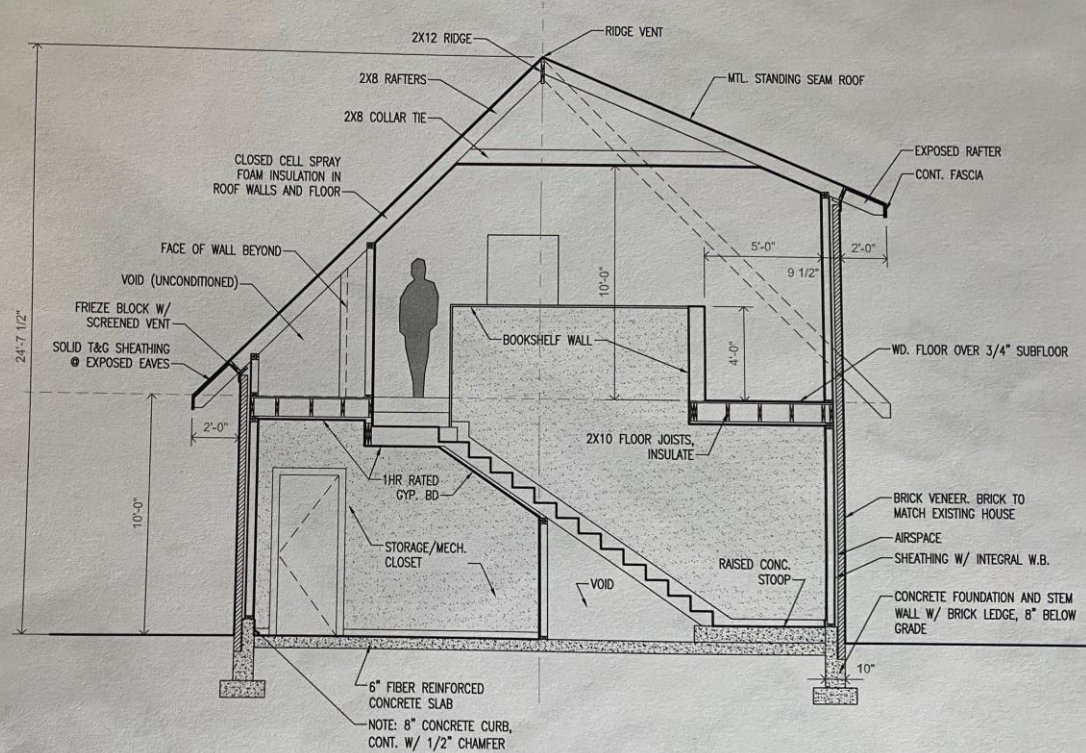 2X12 RIDGE
RIDGE VENT
2X8 RAFTERS
MTL. STANDING SEAM ROOF
2X8 COLLAR TIE
CLOSED CELL SPRAY
FOAM INSULATION IN
ROOF WALLS AND FLOOR
EXPOSED RAFTER
CONT. FASCIA
FACE OF WALL BEYOND
VOID (UNCONDITIONED)
FRIEZE BLOCK W/
SCREENED VENT
SOLID T&G SHEATHING
@ EXPOSED EAVES
5'-0"
2'-0"
9 1/2"
10'-0"
24'-7 1/2"
BOOKSHELF WALL
4'-0"
WD. FLOOR OVER 3/4" SUBFLOOR
2'-0"
2X10 FLOOR JOISTS,
INSULATE
1HR RATED
GYP. BD
10'-0"
BRICK VENEER. BRICK TO
MATCH EXISTING HOUSE
AIRSPACE
SHEATHING W/ INTEGRAL W.B.
STORAGE/MECH.
CLOSET
VOID
RAISED CONC.
STOOP
CONCRETE FOUNDATION AND STEM
WALL W/ BRICK LEDGE, 8" BELOW
GRADE
10"
6" FIBER REINFORCED
CONCRETE SLAB
NOTE: 8" CONCRETE CURB,
CONT. W/ 1/2" CHAMFER